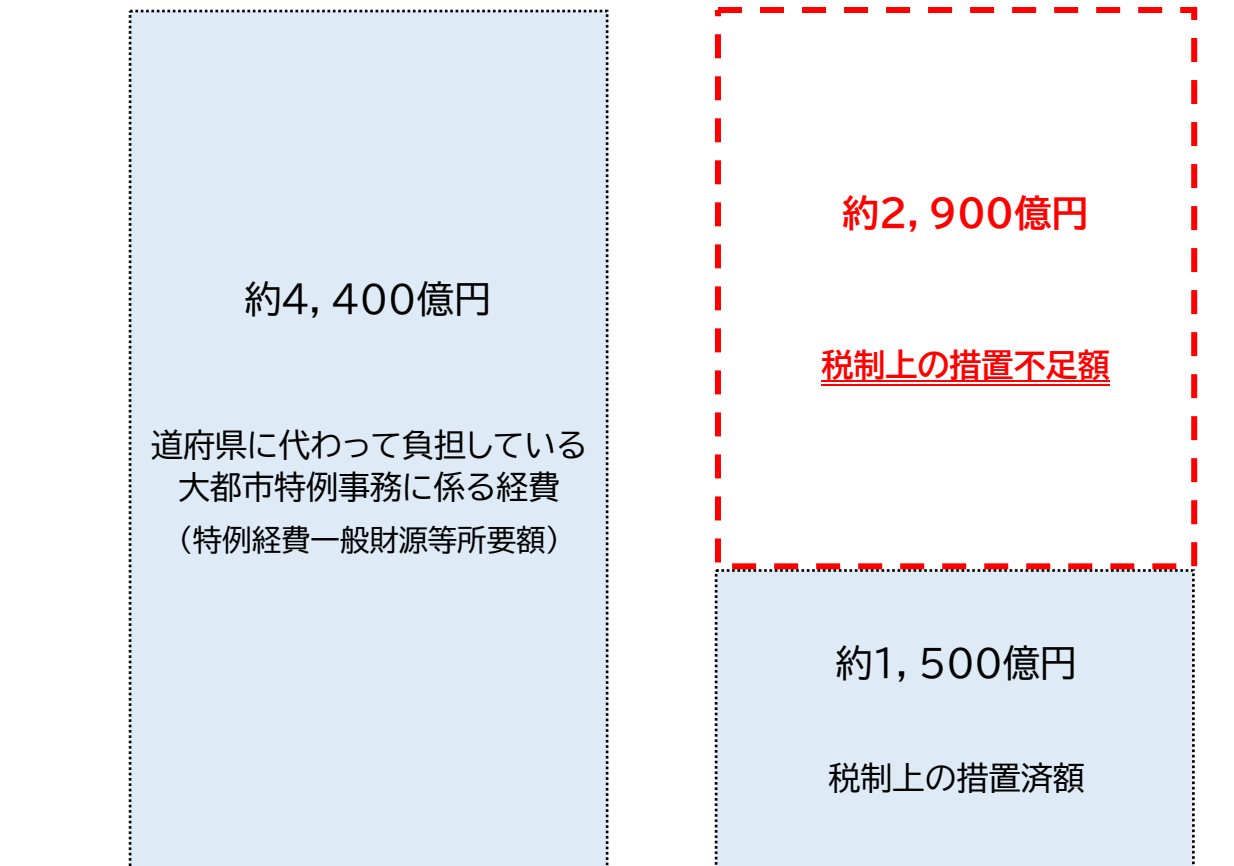 約4,400億円
道府県に代わって負担している
大都市特例事務に係る経費
（特例経費一般財源等所要額）
約2,900億円
税制上の措置不足額
約1,500億円
税制上の措置済額